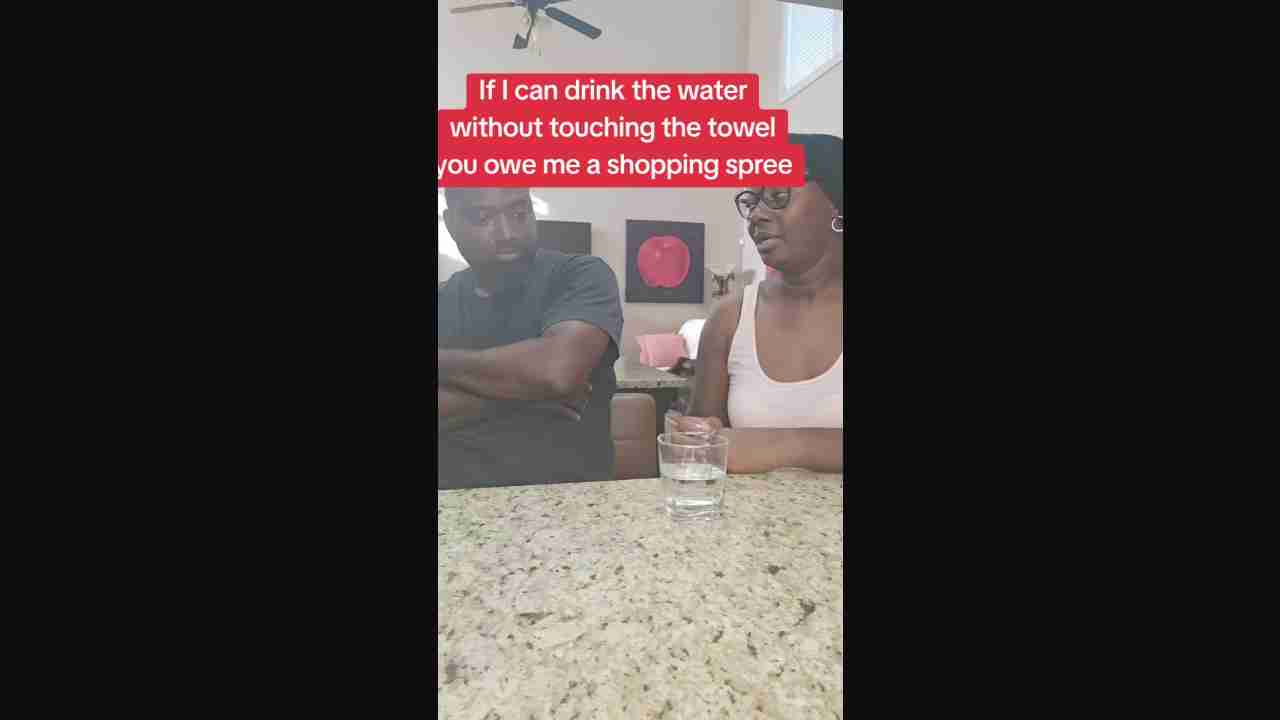 If I can drink the water
without touching the towel
you owe me a shopping spree